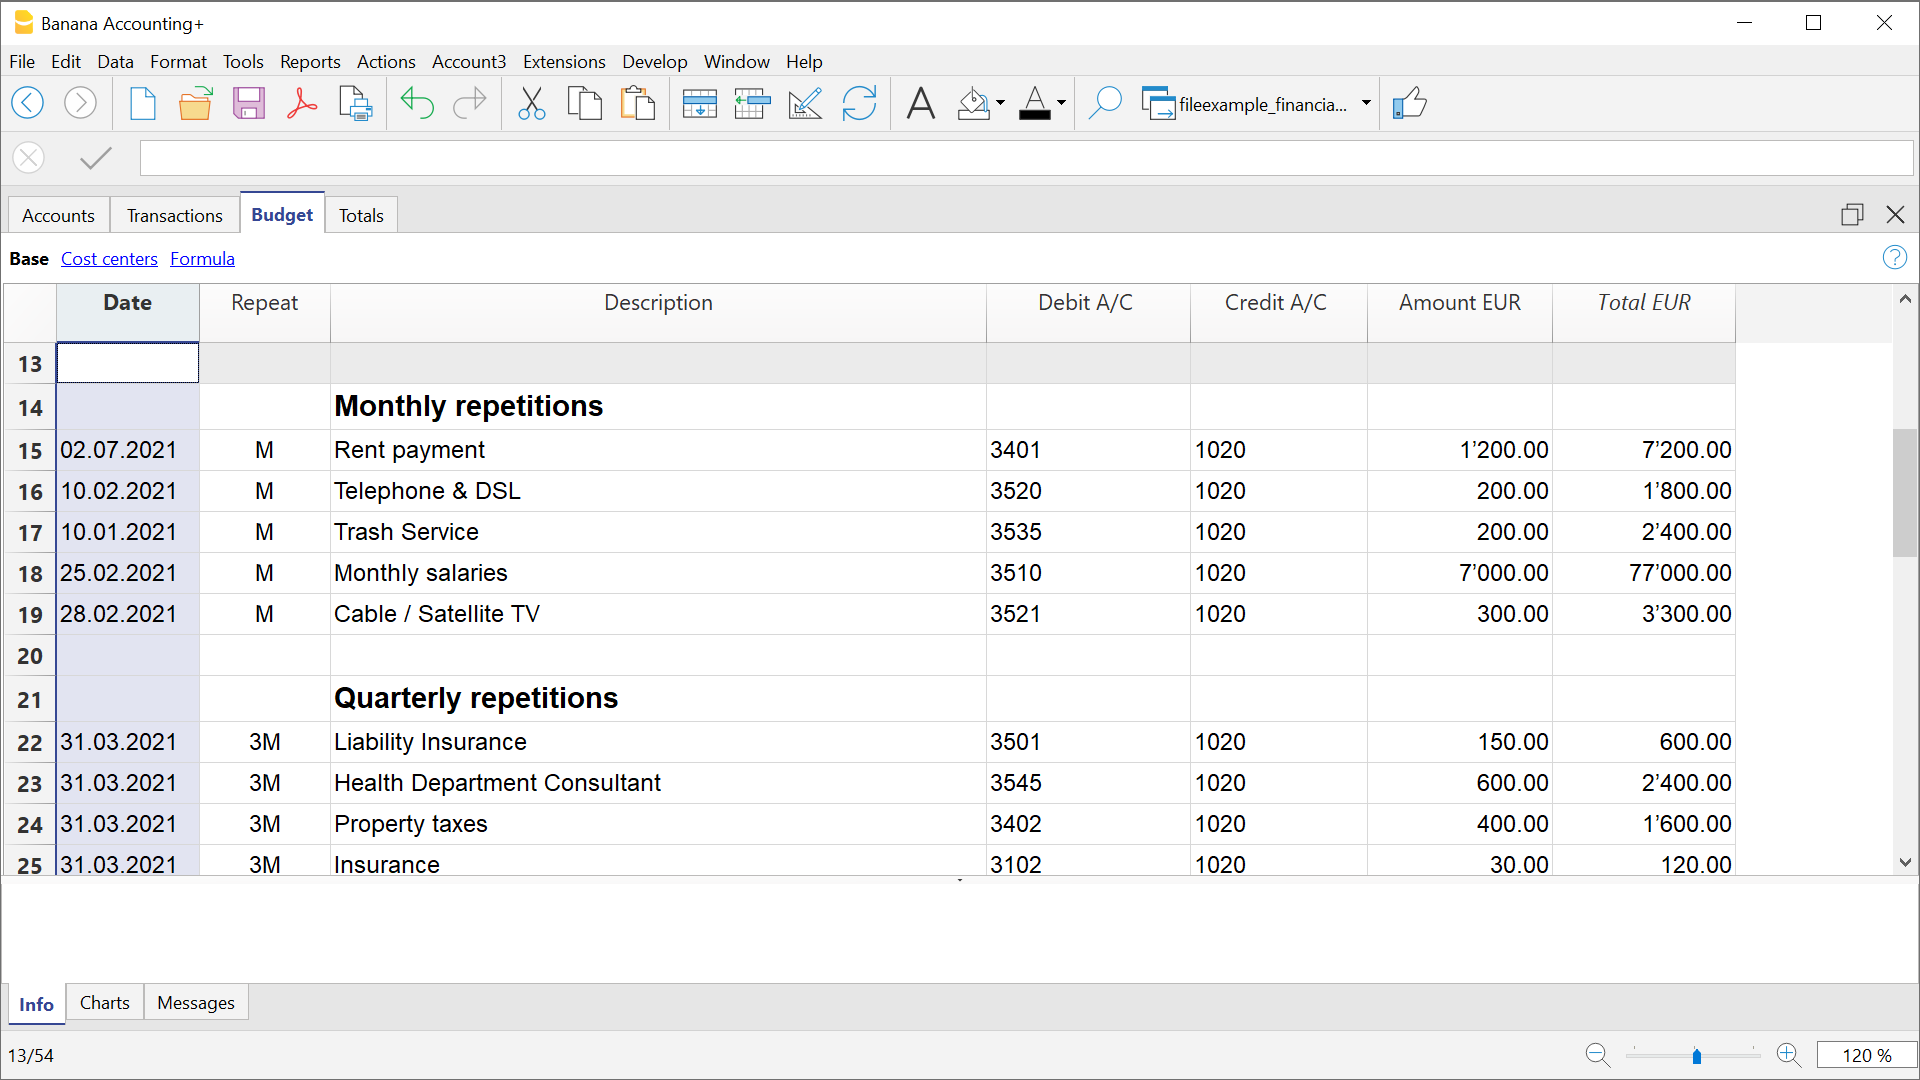 Banana Accounting+
File Edit Data Format Tools Reports Actions Account3 Extensions Develop Window Help
fileexample_financia...
Accounts Transactions Budget Totals
Base Cost centers Formula
Date Repeat Description Debit A/C Credit A/C Amount EUR Total EUR
13
14 Monthly repetitions
15 02.07.2021 M Rent payment 3401 1020 1’200.00 7’200.00
16 10.02.2021 M Telephone & DSL 3520 1020 200.00 1’800.00
17 10.01.2021 M Trash Service 3535 1020 200.00 2’400.00
18 25.02.2021 M Monthly salaries 3510 1020 7’000.00 77’000.00
19 28.02.2021 M Cable / Satellite TV 3521 1020 300.00 3’300.00
20
21 Quarterly repetitions
22 31.03.2021 3M Liability Insurance 3501 1020 150.00 600.00
23 31.03.2021 3M Health Department Consultant 3545 1020 600.00 2’400.00
24 31.03.2021 3M Property taxes 3402 1020 400.00 1’600.00
25 31.03.2021 3M Insurance 3102 1020 30.00 120.00
Info Charts Messages
13/54 120 %